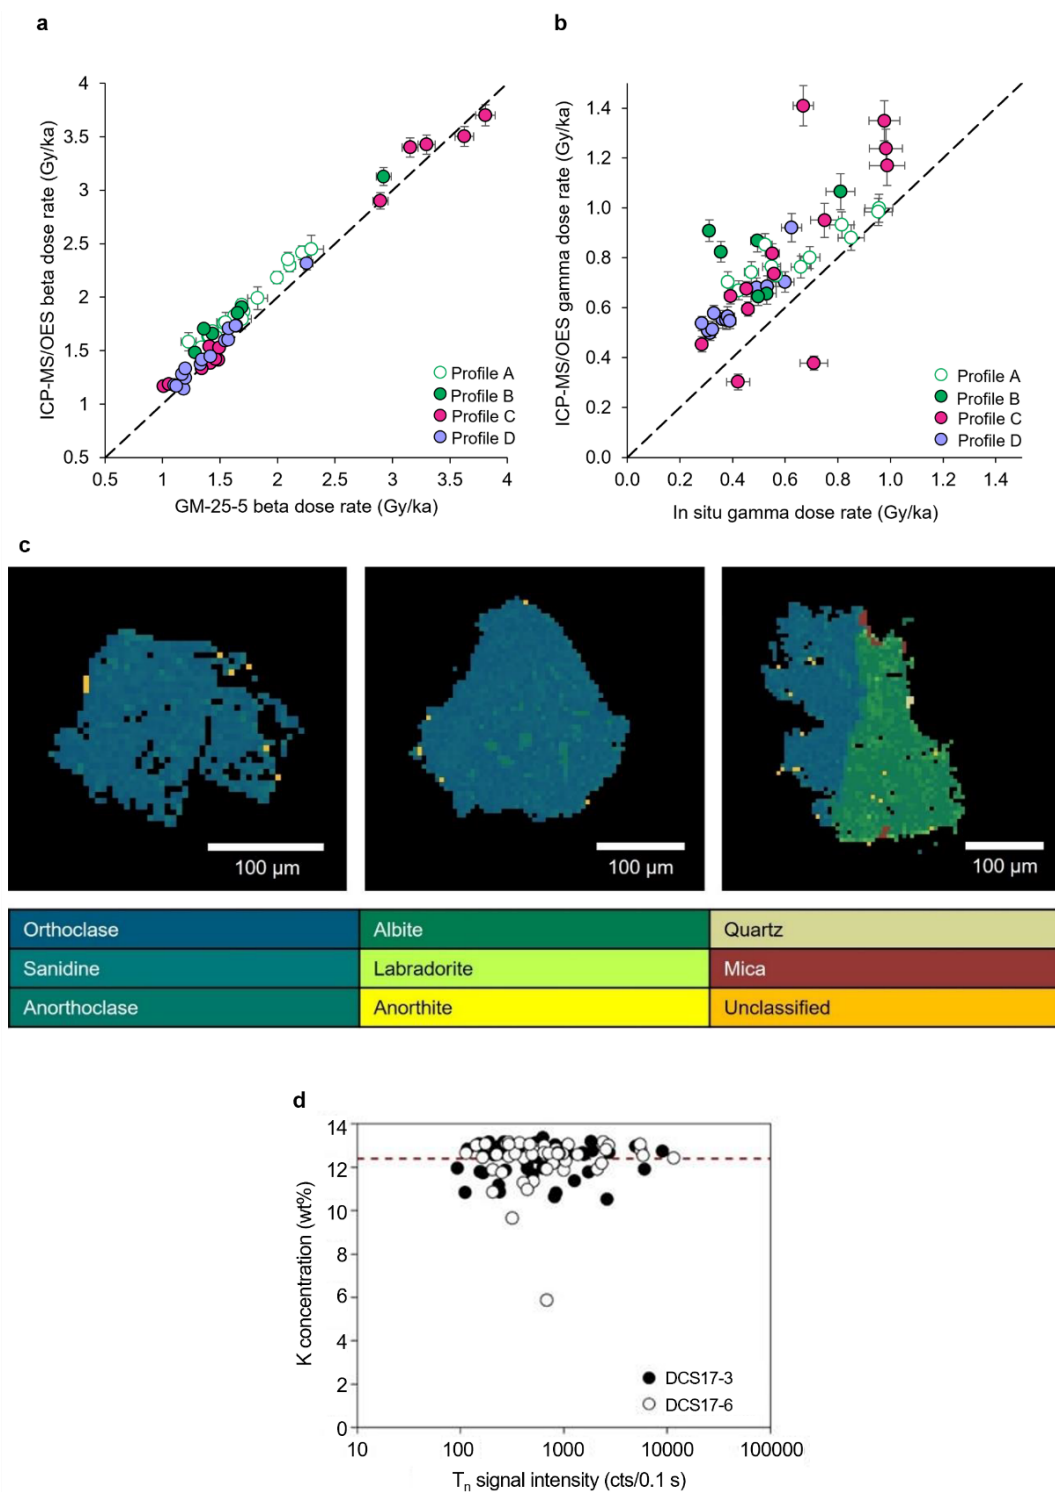 a
b
4
3.5
3
2.5
2
1.5
1
0.5
ICP-MS/OES beta dose rate (Gy/ka)
Profile A
Profile B
Profile C
Profile D
0.5 1 1.5 2 2.5 3 3.5 4
GM-25-5 beta dose rate (Gy/ka)
1.4
1.2
1.0
0.8
0.6
0.4
0.2
0.0
ICP-MS/OES gamma dose rate (Gy/ka)
Profile A
Profile B
Profile C
Profile D
0.0 0.2 0.4 0.6 0.8 1.0 1.2 1.4
In situ gamma dose rate (Gy/ka)
c
100 µm
100 µm
100 µm
Orthoclase Albite Quartz
Sanidine Labradorite Mica
Anorthoclase Anorthite Unclassified
d
14
12
10
8
6
4
2
0
K concentration (wt%)
DCS17-3
DCS17-6
10 100 1000 10000 100000
Tn signal intensity (cts/0.1 s)